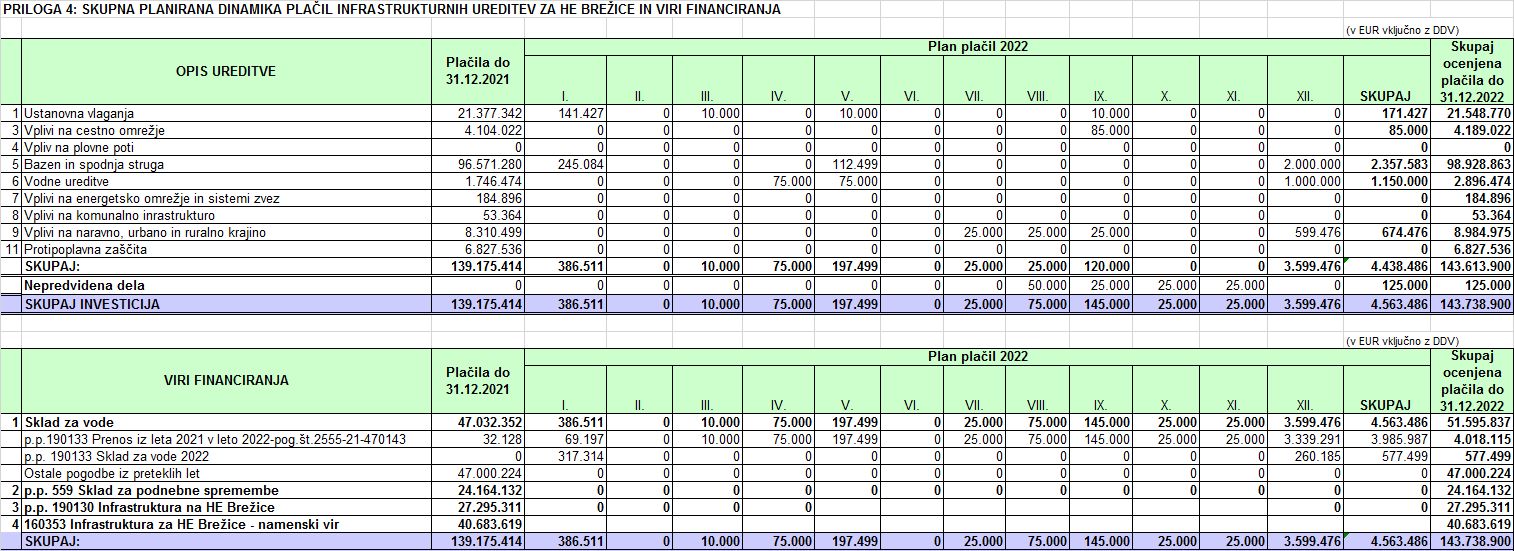 PRILOGA 4: SKUPNA PLANIRANA DINAMIKA PLAČIL INFRASTRUKTURNIH UREDITEV ZA HE BREŽICE IN VIRI FINANCIRANJA
(v EUR vključno z DDV)
OPIS UREDITVE Plačila do 31.12.2021 Plan plačil 2022 Skupaj ocenjena plačila do 31.12.2022
I. II. III. IV. V. VI. VII. VIII. IX. X. XI. XII. SKUPAJ
1 Ustanovna vlaganja 21.377.342 141.427 0 10.000 0 10.000 0 0 0 10.000 0 0 0 171.427 21.548.770
3 Vplivi na cestno omrežje 4.104.022 0 0 0 0 0 0 0 0 85.000 0 0 0 85.000 4.189.022
4 Vpliv na plovne poti 0 0 0 0 0 0 0 0 0 0 0 0 0 0 0
5 Bazen in spodnja struga 96.571.280 245.084 0 0 0 112.499 0 0 0 0 0 0 2.000.000 2.357.583 98.928.863
6 Vodne ureditve 1.746.474 0 0 0 75.000 75.000 0 0 0 0 0 0 1.000.000 1.150.000 2.896.474
7 Vplivi na energetsko omrežje in sistemi zvez 184.896 0 0 0 0 0 0 0 0 0 0 0 0 0 184.896
8 Vplivi na komunalno inrastrukturo 53.364 0 0 0 0 0 0 0 0 0 0 0 0 0 53.364
9 Vplivi na naravno, urbano in ruralno krajino 8.310.499 0 0 0 0 0 0 25.000 25.000 25.000 0 0 599.476 674.476 8.984.975
11 Protipoplavna zaščita 6.827.536 0 0 0 0 0 0 0 0 0 0 0 0 0 6.827.536
SKUPAJ: 139.175.414 386.511 0 10.000 75.000 197.499 0 25.000 25.000 120.000 0 0 3.599.476 4.438.486 143.613.900
Nepredvidena dela 0 0 0 0 0 0 0 0 50.000 25.000 25.000 25.000 0 125.000 125.000
SKUPAJ INVESTICIJA 139.175.414 386.511 0 10.000 75.000 197.499 0 25.000 75.000 145.000 25.000 25.000 3.599.476 4.563.486 143.738.900
(v EUR vključno z DDV)
VIRI FINANCIRANJA Plačila do 31.12.2021 Plan plačil 2022 Skupaj ocenjena plačila do 31.12.2022
I. II. III. IV. V. VI. VII. VIII. IX. X. XI. XII. SKUPAJ
1 Sklad za vode 47.032.352 386.511 0 10.000 75.000 197.499 0 25.000 75.000 145.000 25.000 25.000 3.599.476 4.563.486 51.595.837
p.p.190133 Prenos iz leta 2021 v leto 2022-pog.št.2555-21-470143 32.128 69.197 0 10.000 75.000 197.499 0 25.000 75.000 145.000 25.000 25.000 3.339.291 3.985.987 4.018.115
p.p. 190133 Sklad za vode 2022 0 317.314 0 0 0 0 0 0 0 0 0 0 260.185 577.499 577.499
Ostale pogodbe iz preteklih let 47.000.224 0 0 0 0 0 0 0 0 0 0 0 0 0 47.000.224
2 p.p. 559 Sklad za podnebne spremembe 24.164.132 0 0 0 0 0 0 0 0 0 0 0 0 0 24.164.132
3 p.p. 190130 Infrastruktura na HE Brežice 27.295.311 0 0 0 0 0 0 27.295.311
4 160353 Infrastruktura za HE Brežice - namenski vir 40.683.619 40.683.619
SKUPAJ: 139.175.414 386.511 0 10.000 75.000 197.499 0 25.000 75.000 145.000 25.000 25.000 3.599.476 4.563.486 143.738.900